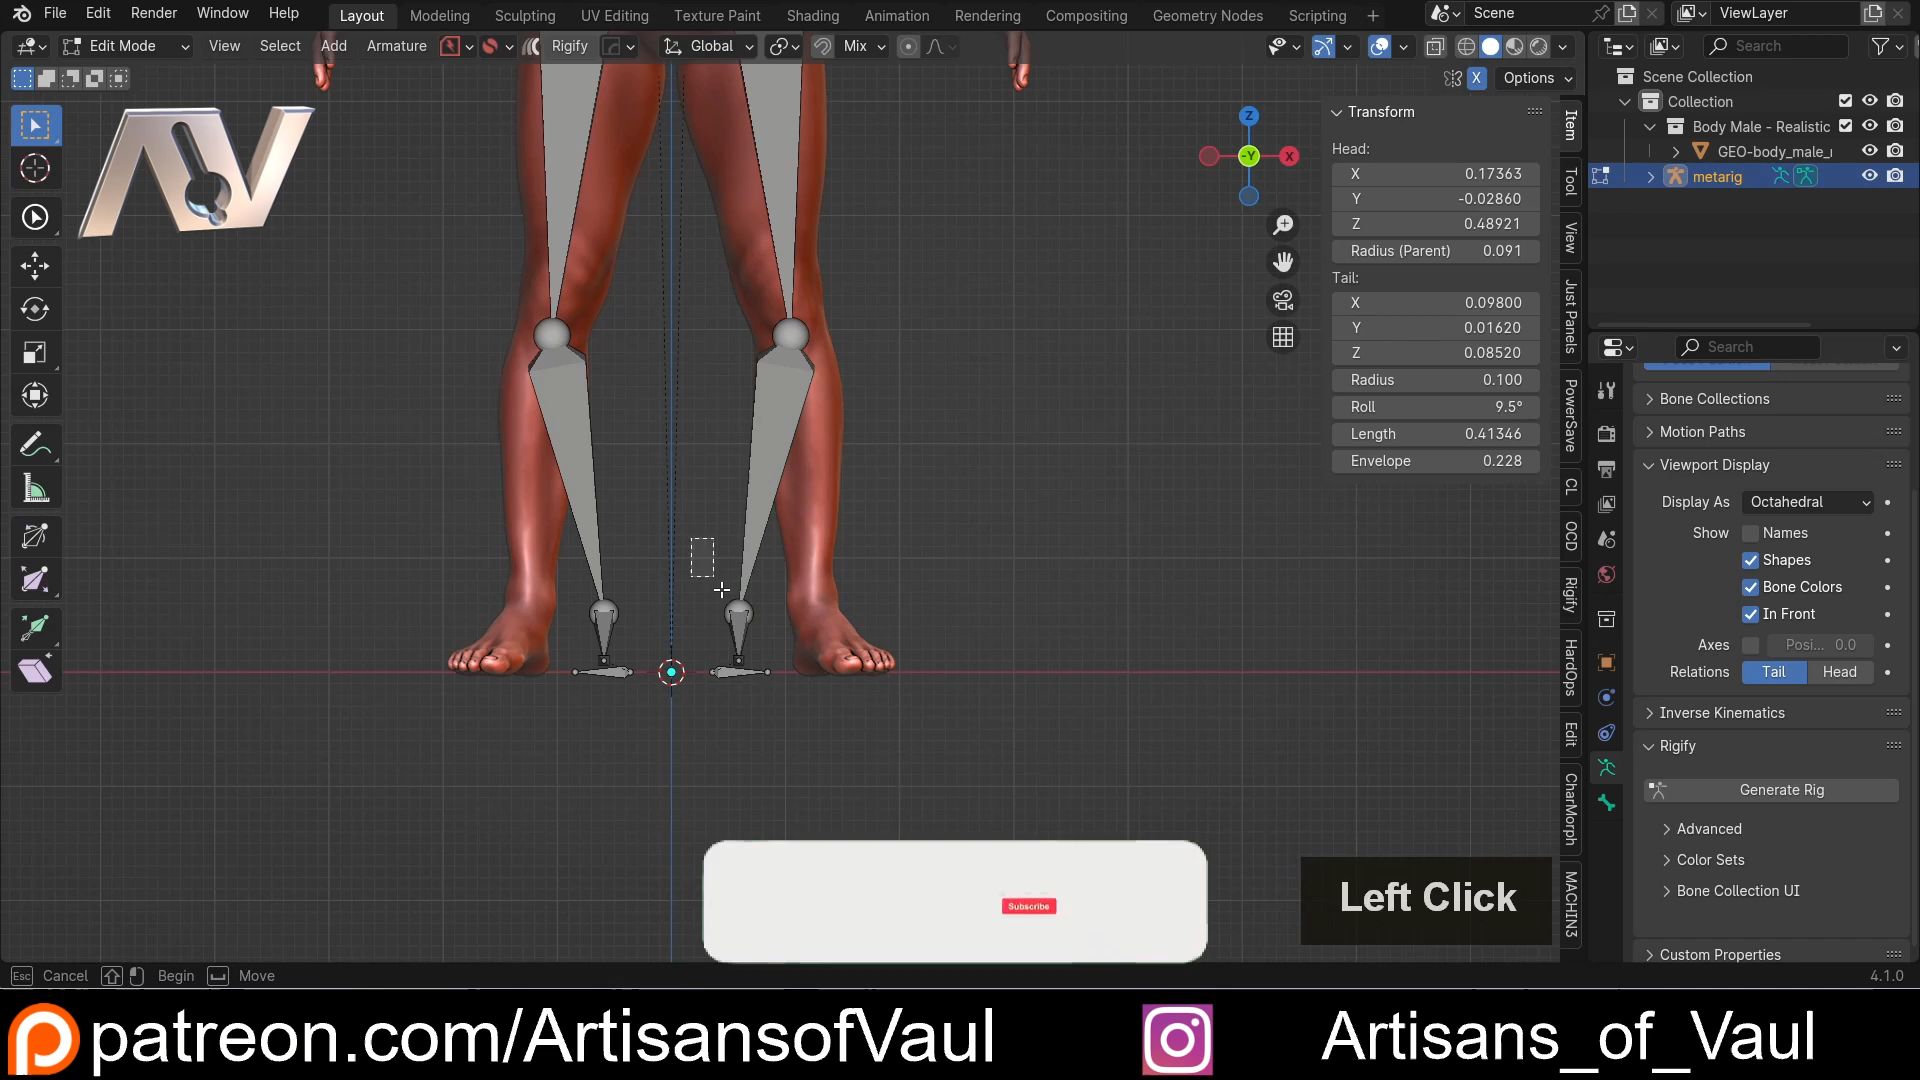 File Edit Render Window Help Layout Modeling Sculpting UV Editing Texture Paint Shading Animation Rendering Compositing Geometry Nodes Scripting Scene ViewLayer
Edit Mode View Select Add Armature Rigify Global Mix Search
X Options
Scene Collection
Collection
Body Male - Realistic
GEO-body_male_
metarig
Z
-Y
X
Transform
Head:
X 0.17363
Y -0.02860
Z 0.48921
Radius (Parent) 0.091
Tail:
X 0.09800
Y 0.01620
Z 0.08520
Radius 0.100
Roll 9.5°
Length 0.41346
Envelope 0.228
Item
Tool
View
Just Panels
PowerSave
CL
OCD
Rigify
HardOps
Edit
CharMorph
MACHIN3
Search
Bone Collections
Motion Paths
Viewport Display
Display As Octahedral
Show Names
Shapes
Bone Colors
In Front
Axes Posi... 0.0
Relations Tail Head
Inverse Kinematics
Rigify
Generate Rig
Advanced
Color Sets
Bone Collection UI
Custom Properties
AV
Subscribe
Left Click
Esc Cancel Begin Move 4.1.0
patreon.com/ArtisansofVaul Artisans_of_Vaul